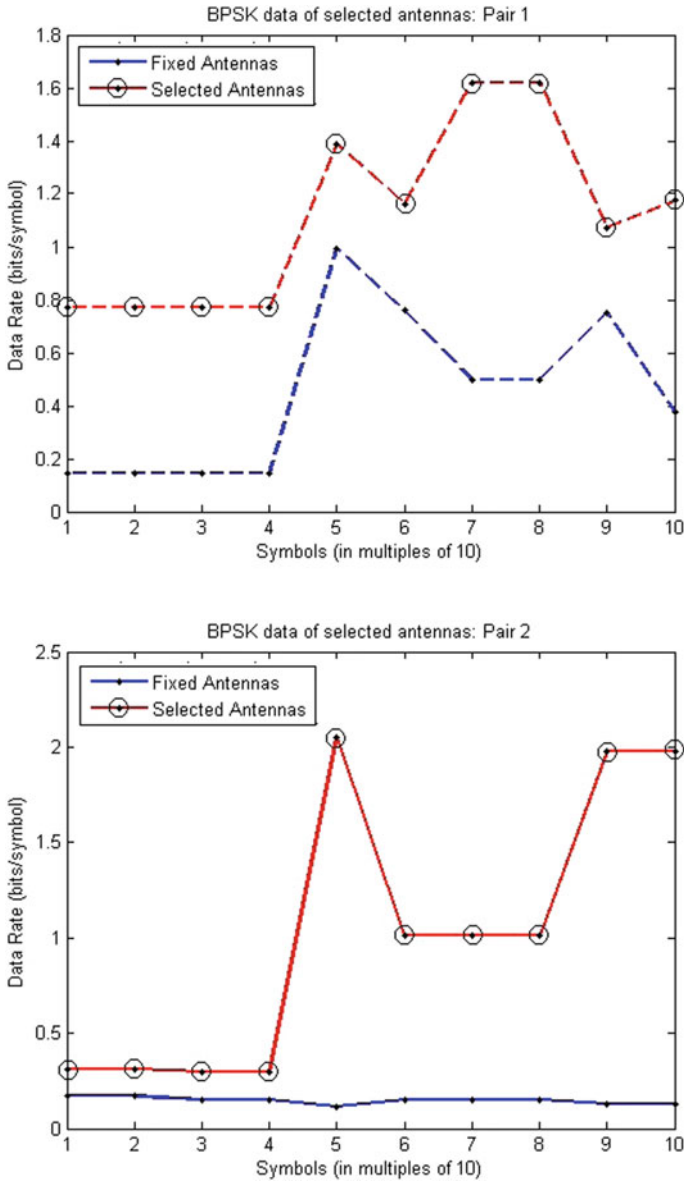 BPSK data of selected antennas: Pair 1
1.8
1.6
1.4
1.2
1
0.8
0.6
0.4
0.2
0
Data Rate (bits/symbol)
Fixed Antennas
Selected Antennas
1 2 3 4 5 6 7 8 9 10
Symbols (in multiples of 10)
BPSK data of selected antennas: Pair 2
2.5
2
1.5
1
0.5
0
Data Rate (bits/symbol)
Fixed Antennas
Selected Antennas
1 2 3 4 5 6 7 8 9 10
Symbols (in multiples of 10)